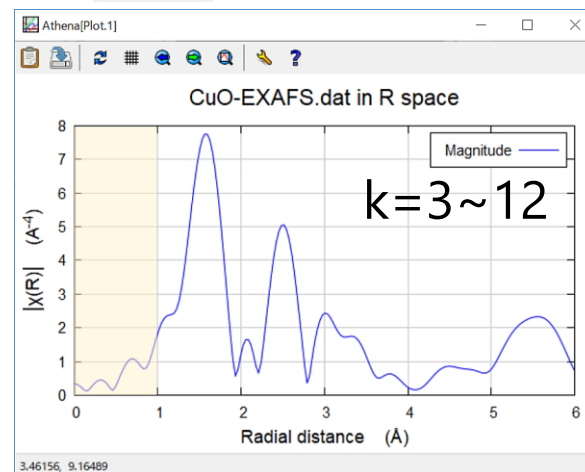 Athena[Plot.1]
CuO-EXAFS.dat in R space
Magnitude
k=3~12
|χ(R)| (A⁻⁴)
8
7
6
5
4
3
2
1
0
0 1 2 3 4 5 6
Radial distance (Å)
3.46156, 9.16489